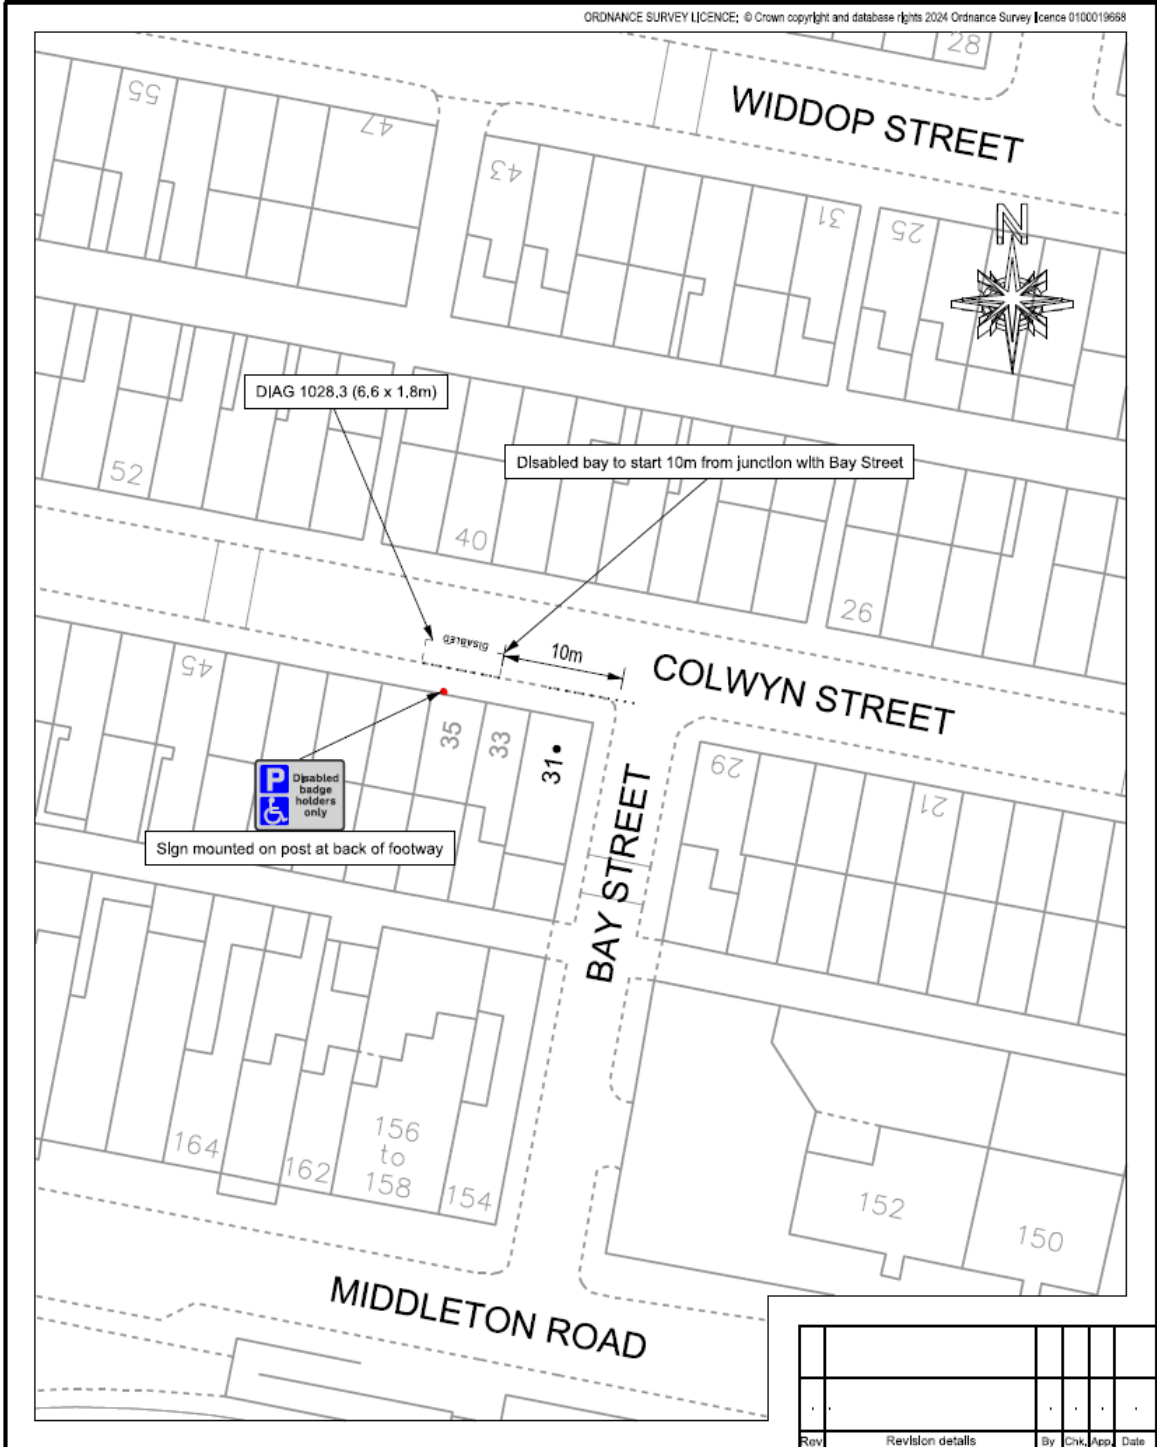 ORDNANCE SURVEY LICENCE: © Crown copyright and database rights 2024 Ordnance Survey licence 0100019668
28
WIDDOP STREET
55
47
43
31
25
N
DIAG 1028.3 (6.6 x 1.8m)
Disabled bay to start 10m from junction with Bay Street
52
40
26
DISABLED
10m
COLWYN STREET
45
35
33
31
29
21
P
Disabled
badge
holders
only
Sign mounted on post at back of footway
BAY STREET
164
162
156
to
158
154
152
150
MIDDLETON ROAD
Rev
Revision details
By
Chk.
App.
Date